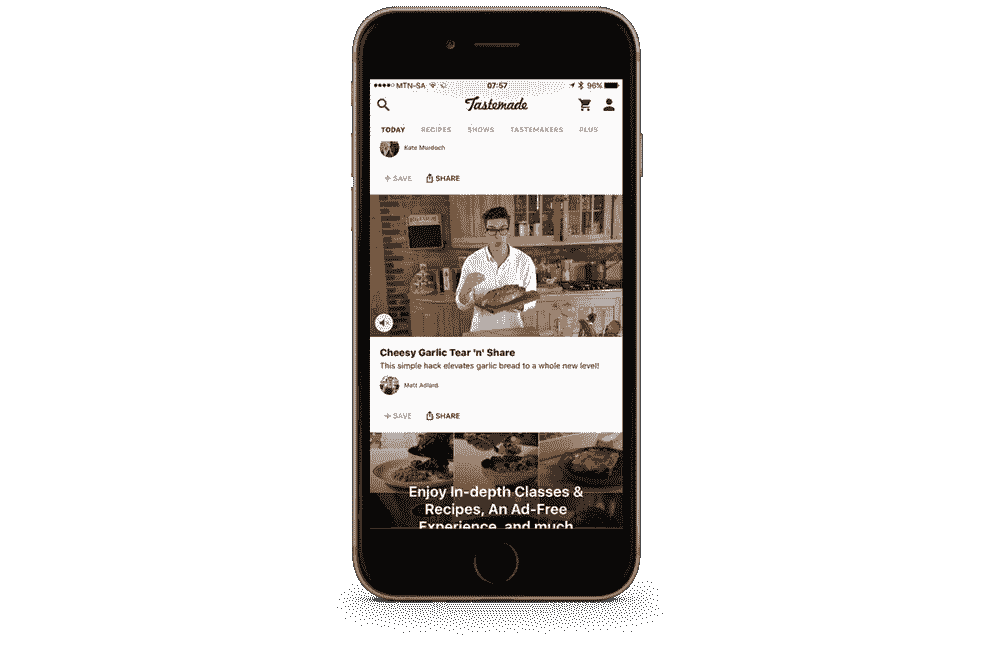 MTN-SA 07:57 96%
Tastemade
TODAY RECIPES SHOWS TASTEMAKERS PLUS
Kate Murdoch
+ SAVE SHARE
Cheesy Garlic Tear 'n' Share
This simple hack elevates garlic bread to a whole new level!
Matt Adlard
+ SAVE SHARE
Enjoy In-depth Classes &
Recipes, An Ad-Free
Experience, and much